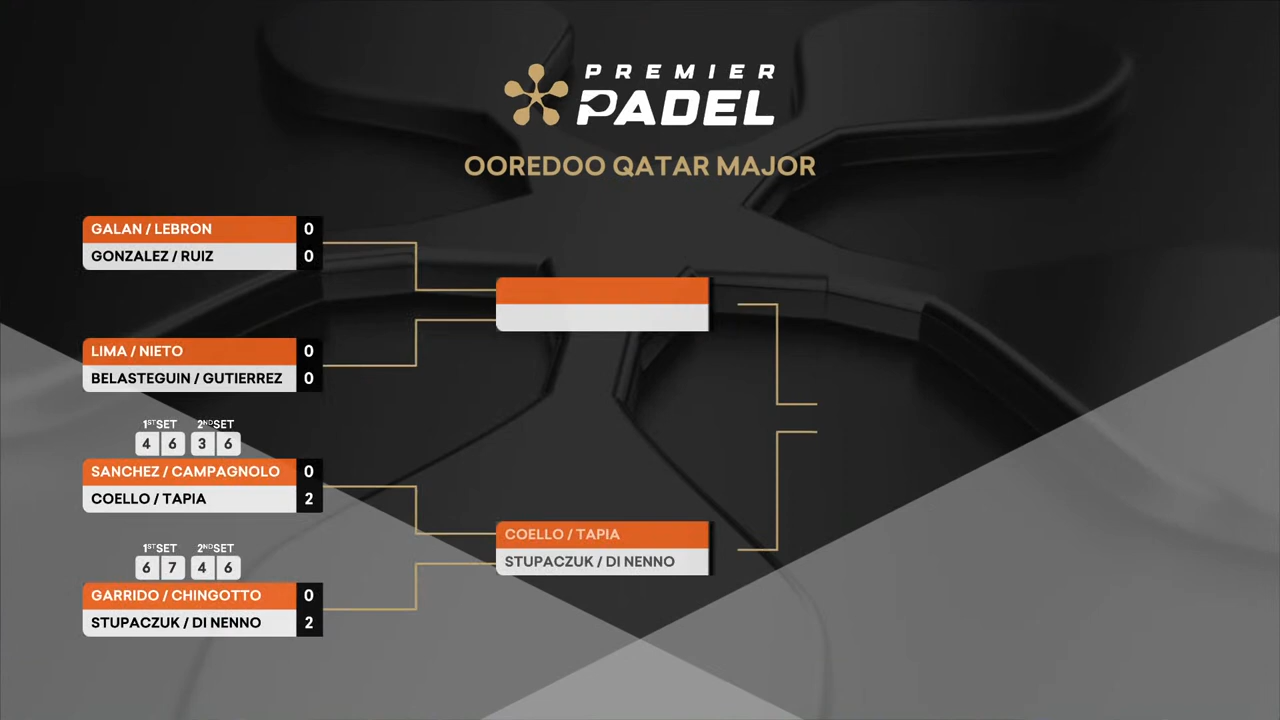 PREMIER
PADEL
OOREDOO QATAR MAJOR
GALAN / LEBRON 0
GONZALEZ / RUIZ 0
LIMA / NIETO 0
BELASTEGUIN / GUTIERREZ 0
1ST SET 2ND SET
4 6 3 6
SANCHEZ / CAMPAGNOLO 0
COELLO / TAPIA 2
1ST SET 2ND SET
6 7 4 6
GARRIDO / CHINGOTTO 0
STUPACZUK / DI NENNO 2
COELLO / TAPIA
STUPACZUK / DI NENNO